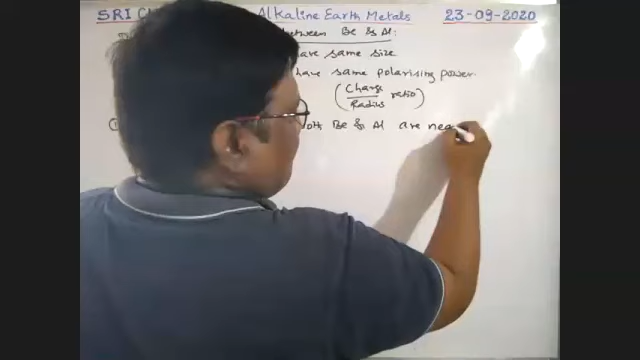 SRI CH Alkaline Earth Metals 23-09-2020
between Be & Al:
have same size
have same polarising power
(Charge/Radius ratio)
both Be & Al are nea